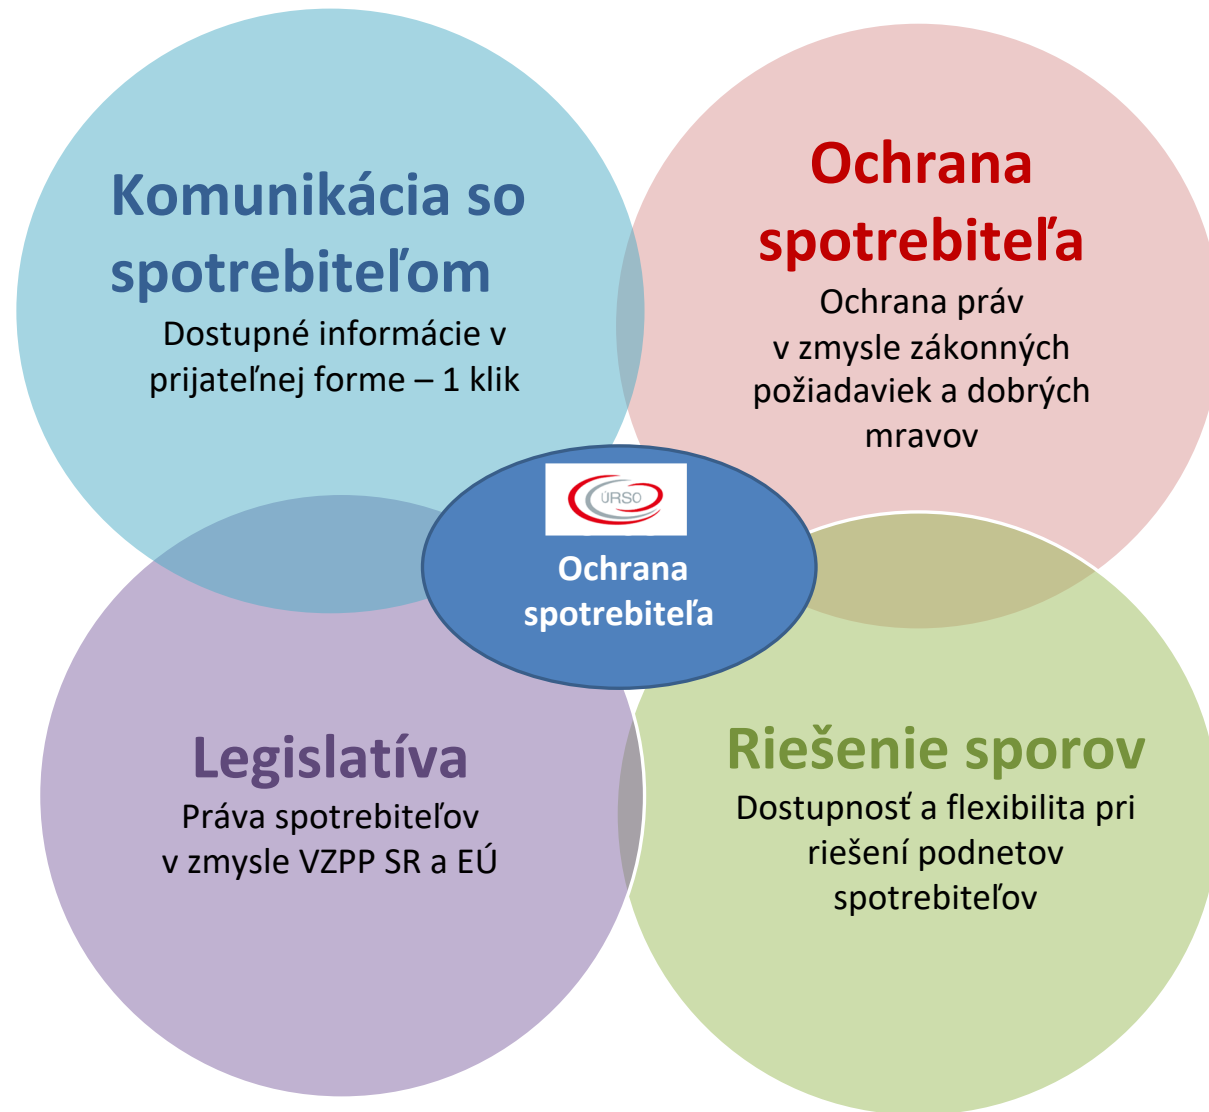 Komunikácia so
spotrebiteľom
Dostupné informácie v
prijateľnej forme – 1 klik
Ochrana
spotrebiteľa
Ochrana práv
v zmysle zákonných
požiadaviek a dobrých
mravov
ÚRSO
Ochrana
spotrebiteľa
Legislatíva
Práva spotrebiteľov
v zmysle VZPP SR a EÚ
Riešenie sporov
Dostupnosť a flexibilita pri
riešení podnetov
spotrebiteľov